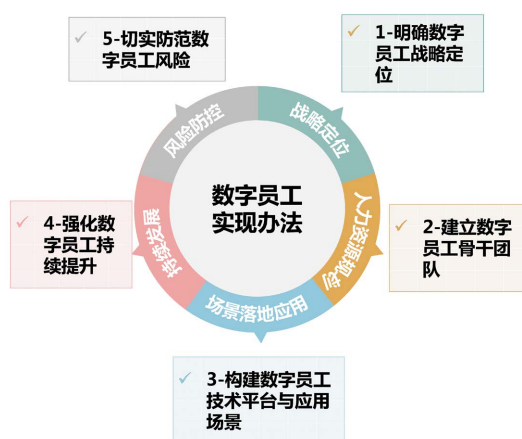 5-切实防范数
字员工风险
1-明确数字
员工战略定
位
风险防控
战略定位
数字员工
实现办法
持续发展
人力资源规划
4-强化数
字员工持
续提升
2-建立数字
员工骨干团
队
场景落地应用
3-构建数字员工
技术平台与应用
场景